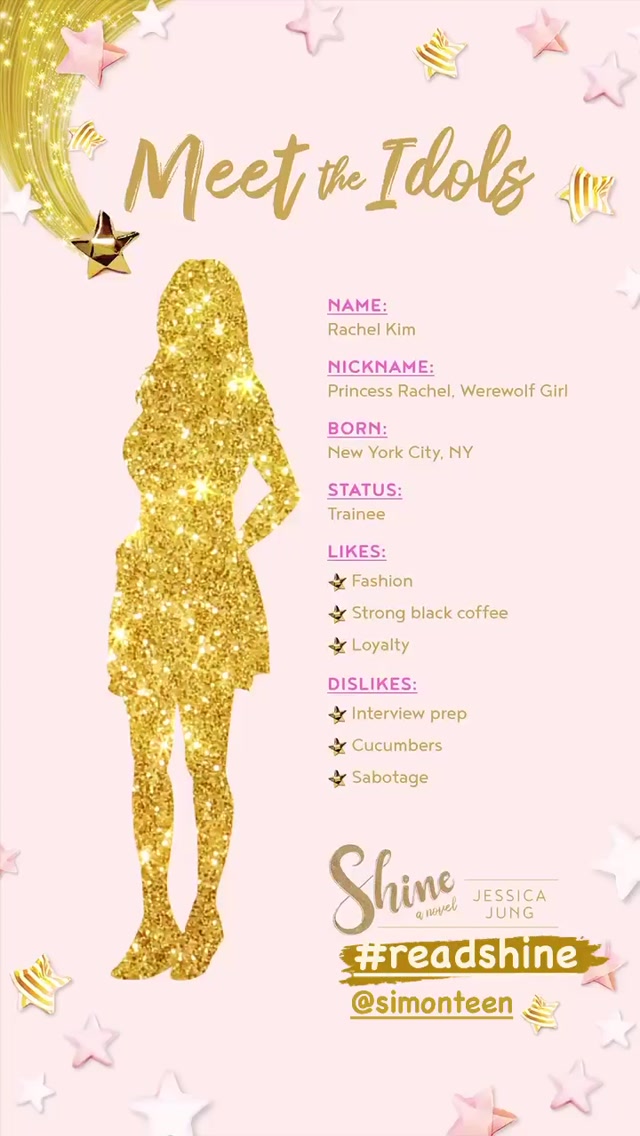 Meet the Idols
NAME:
Rachel Kim
NICKNAME:
Princess Rachel, Werewolf Girl
BORN:
New York City, NY
STATUS:
Trainee
LIKES:
Fashion
Strong black coffee
Loyalty
DISLIKES:
Interview prep
Cucumbers
Sabotage
Shine
a novel
JESSICA
JUNG
#readshine
@simonteen